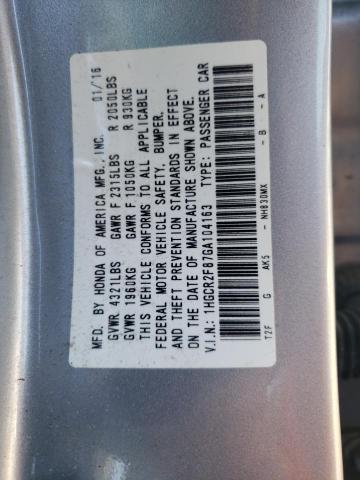 MFD. BY HONDA OF AMERICA MFG., INC. 01/16
GVWR 4321LBS GAWR F 2315LBS R 2050LBS
GVWR 1960KG GAWR F 1050KG R 930KG
THIS VEHICLE CONFORMS TO ALL APPLICABLE
FEDERAL MOTOR VEHICLE SAFETY, BUMPER,
AND THEFT PREVENTION STANDARDS IN EFFECT
ON THE DATE OF MANUFACTURE SHOWN ABOVE.
V.I.N.: 1HGCR2F87GA104163 TYPE: PASSENGER CAR
T2F G AK5 - NH830MX - B - A